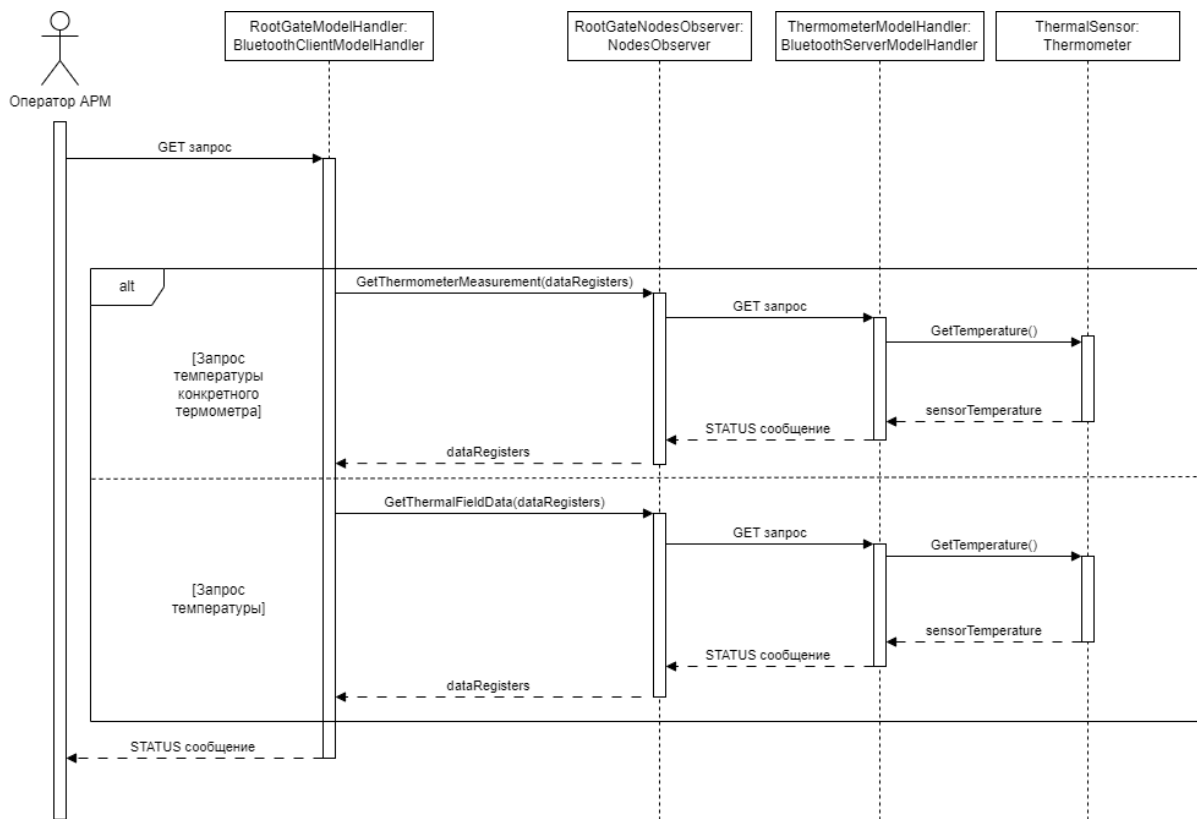 RootGateModelHandler:
BluetoothClientModelHandler
RootGateNodesObserver:
NodesObserver
ThermometerModelHandler:
BluetoothServerModelHandler
ThermalSensor:
Thermometer
Оператор АРМ
GET запрос
alt
GetThermometerMeasurement(dataRegisters)
GET запрос
GetTemperature()
[Запрос
температуры
конкретного
термометра]
sensorTemperature
STATUS сообщение
dataRegisters
GetThermalFieldData(dataRegisters)
GET запрос
GetTemperature()
[Запрос
температуры]
sensorTemperature
STATUS сообщение
dataRegisters
STATUS сообщение